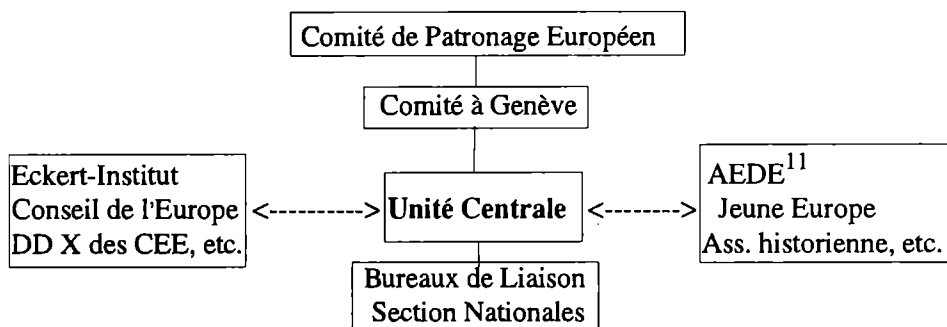 Comité de Patronage Européen
Comité à Genève
Eckert-Institut
Conseil de l'Europe
DD X des CEE, etc.
<---------->
Unité Centrale
<---------->
AEDE¹¹
Jeune Europe
Ass. historienne, etc.
Bureaux de Liaison
Section Nationales